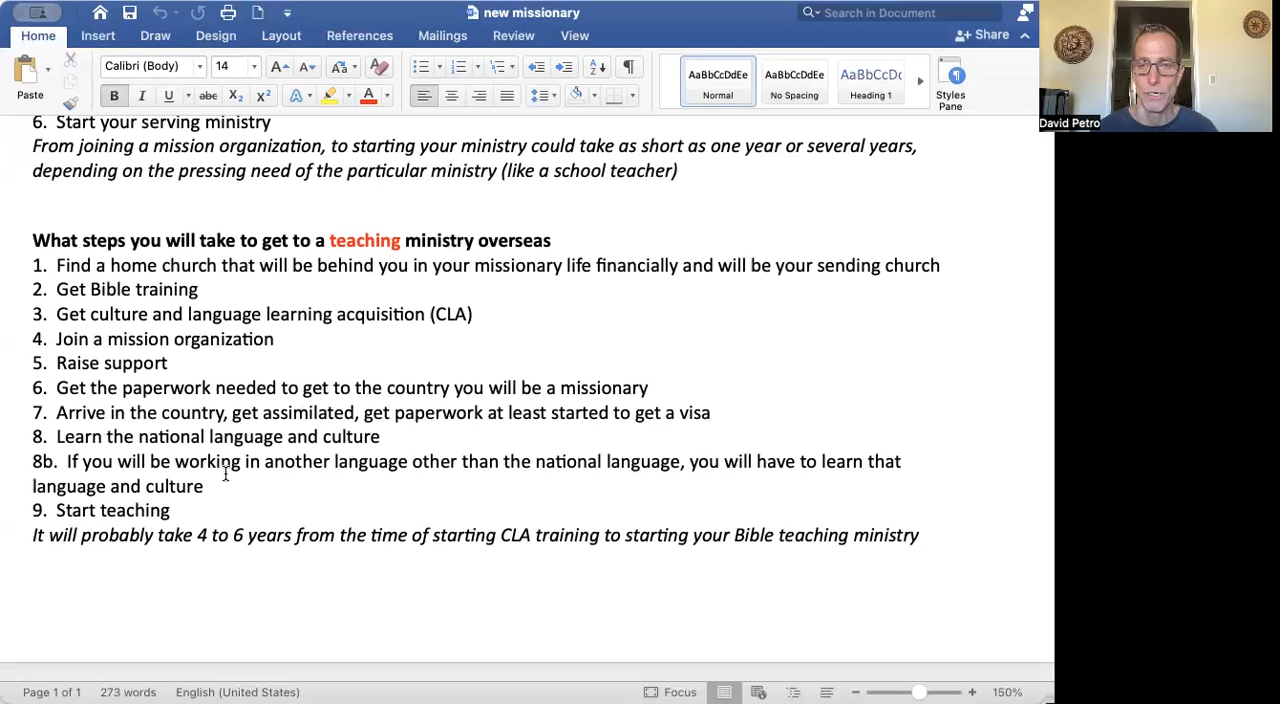 new missionary
Search in Document
Home
Insert
Draw
Design
Layout
References
Mailings
Review
View
Share
Paste
Calibri (Body)
14
A
A
Aa
A
B
I
U
abc
X2
X2
A
A
A
Z
¶
AaBbCcDdEe
Normal
AaBbCcDdEe
No Spacing
AaBbCcDc
Heading 1
Styles
Pane
David Petro
6. Start your serving ministry
From joining a mission organization, to starting your ministry could take as short as one year or several years,
depending on the pressing need of the particular ministry (like a school teacher)
What steps you will take to get to a teaching ministry overseas
1. Find a home church that will be behind you in your missionary life financially and will be your sending church
2. Get Bible training
3. Get culture and language learning acquisition (CLA)
4. Join a mission organization
5. Raise support
6. Get the paperwork needed to get to the country you will be a missionary
7. Arrive in the country, get assimilated, get paperwork at least started to get a visa
8. Learn the national language and culture
8b. If you will be working in another language other than the national language, you will have to learn that
language and culture
9. Start teaching
It will probably take 4 to 6 years from the time of starting CLA training to starting your Bible teaching ministry
Page 1 of 1
273 words
English (United States)
Focus
150%